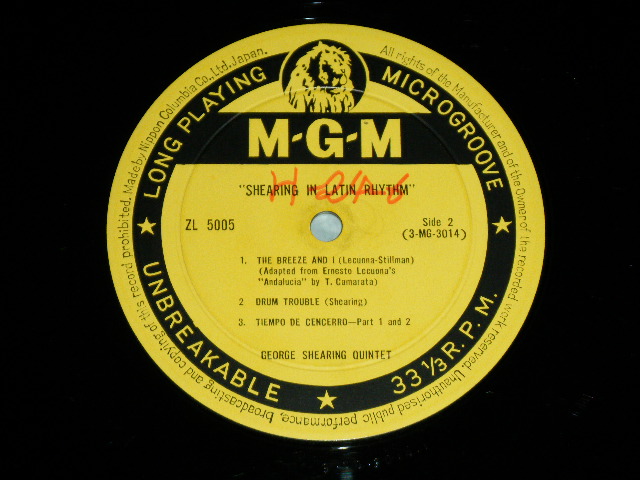 Made by Nippon Columbia Co., Ltd. Japan.
All rights of the Manufacturer and of the Owner of the recorded work reserved. Unauthorised public performance, broadcasting and copying of this record prohibited.
LONG PLAYING
MICROGROOVE
M-G-M
"SHEARING IN LATIN RHYTHM"
ZL 5005
Side 2
(3-MG-3014)
1. THE BREEZE AND I (Lecunna-Stillman)
(Adapted from Ernesto Lecunna's
"Andalucia" by T. Camarata)
2 DRUM TROUBLE (Shearing)
3. TIEMPO DE CENCERRO—Part 1 and 2
GEORGE SHEARING QUINTET
UNBREAKABLE
33 1/3 R.P.M.